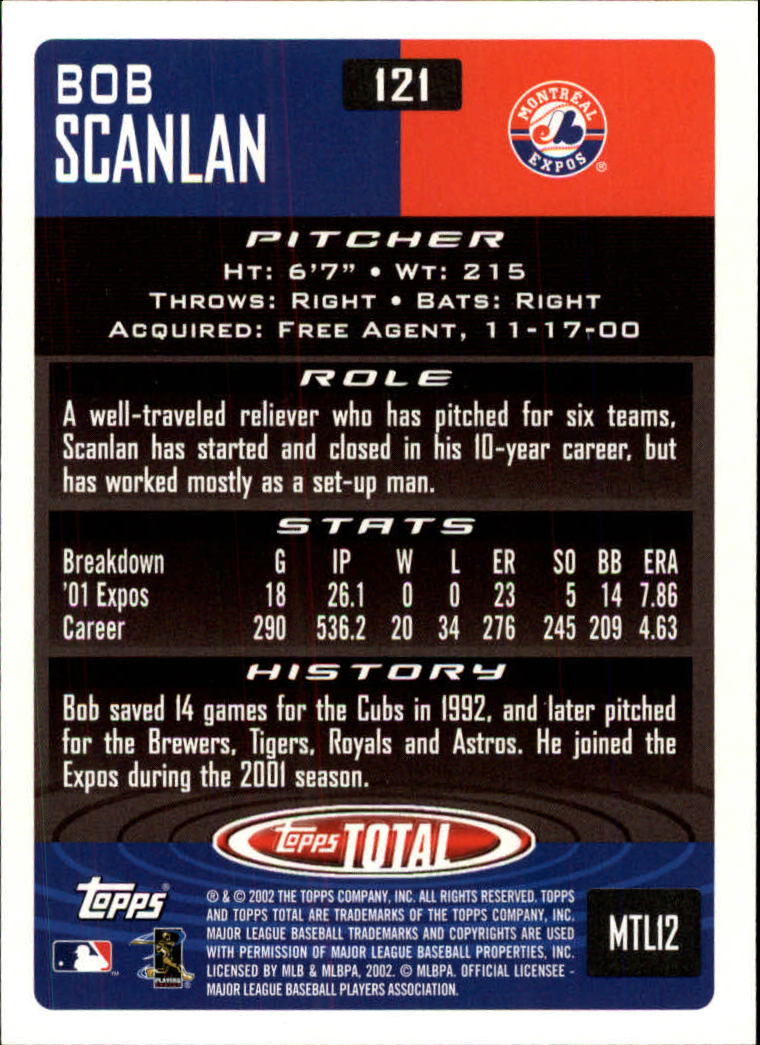 BOB
SCANLAN
121
MONTRÉAL
EXPOS ®
PITCHER
HT: 6'7" • WT: 215
THROWS: RIGHT • BATS: RIGHT
ACQUIRED: FREE AGENT, 11-17-00
ROLE
A well-traveled reliever who has pitched for six teams,
Scanlan has started and closed in his 10-year career, but
has worked mostly as a set-up man.
STATS
Breakdown G IP W L ER SO BB ERA
'01 Expos 18 26.1 0 0 23 5 14 7.86
Career 290 536.2 20 34 276 245 209 4.63
HISTORY
Bob saved 14 games for the Cubs in 1992, and later pitched
for the Brewers, Tigers, Royals and Astros. He joined the
Expos during the 2001 season.
Topps TOTAL
Topps®
® & © 2002 THE TOPPS COMPANY, INC. ALL RIGHTS RESERVED. TOPPS
AND TOPPS TOTAL ARE TRADEMARKS OF THE TOPPS COMPANY, INC.
MAJOR LEAGUE BASEBALL TRADEMARKS AND COPYRIGHTS ARE USED
WITH PERMISSION OF MAJOR LEAGUE BASEBALL PROPERTIES, INC.
LICENSED BY MLB & MLBPA, 2002. © MLBPA. OFFICIAL LICENSEE -
MAJOR LEAGUE BASEBALL PLAYERS ASSOCIATION.
MTL12
PLAYERS